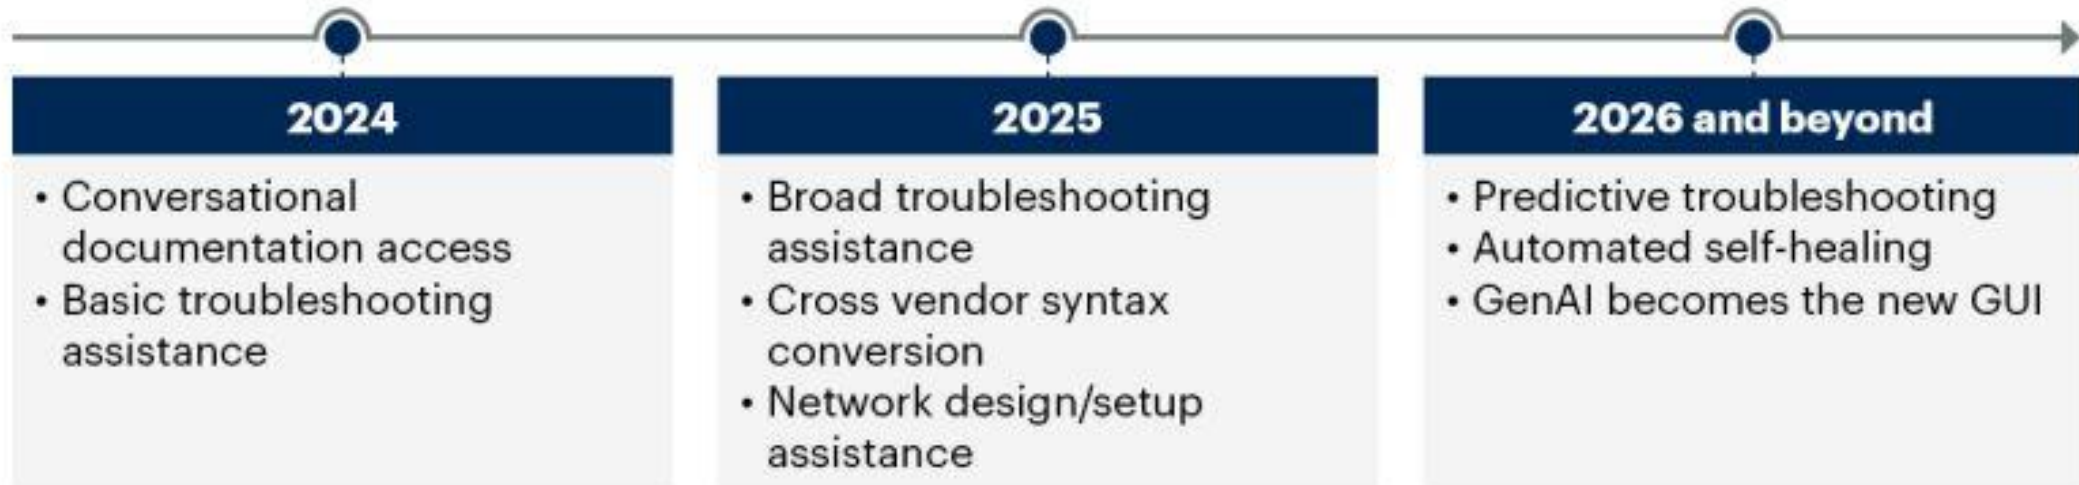 2024
• Conversational
documentation access
• Basic troubleshooting
assistance
2025
• Broad troubleshooting
assistance
• Cross vendor syntax
conversion
• Network design/setup
assistance
2026 and beyond
• Predictive troubleshooting
• Automated self-healing
• GenAI becomes the new GUI